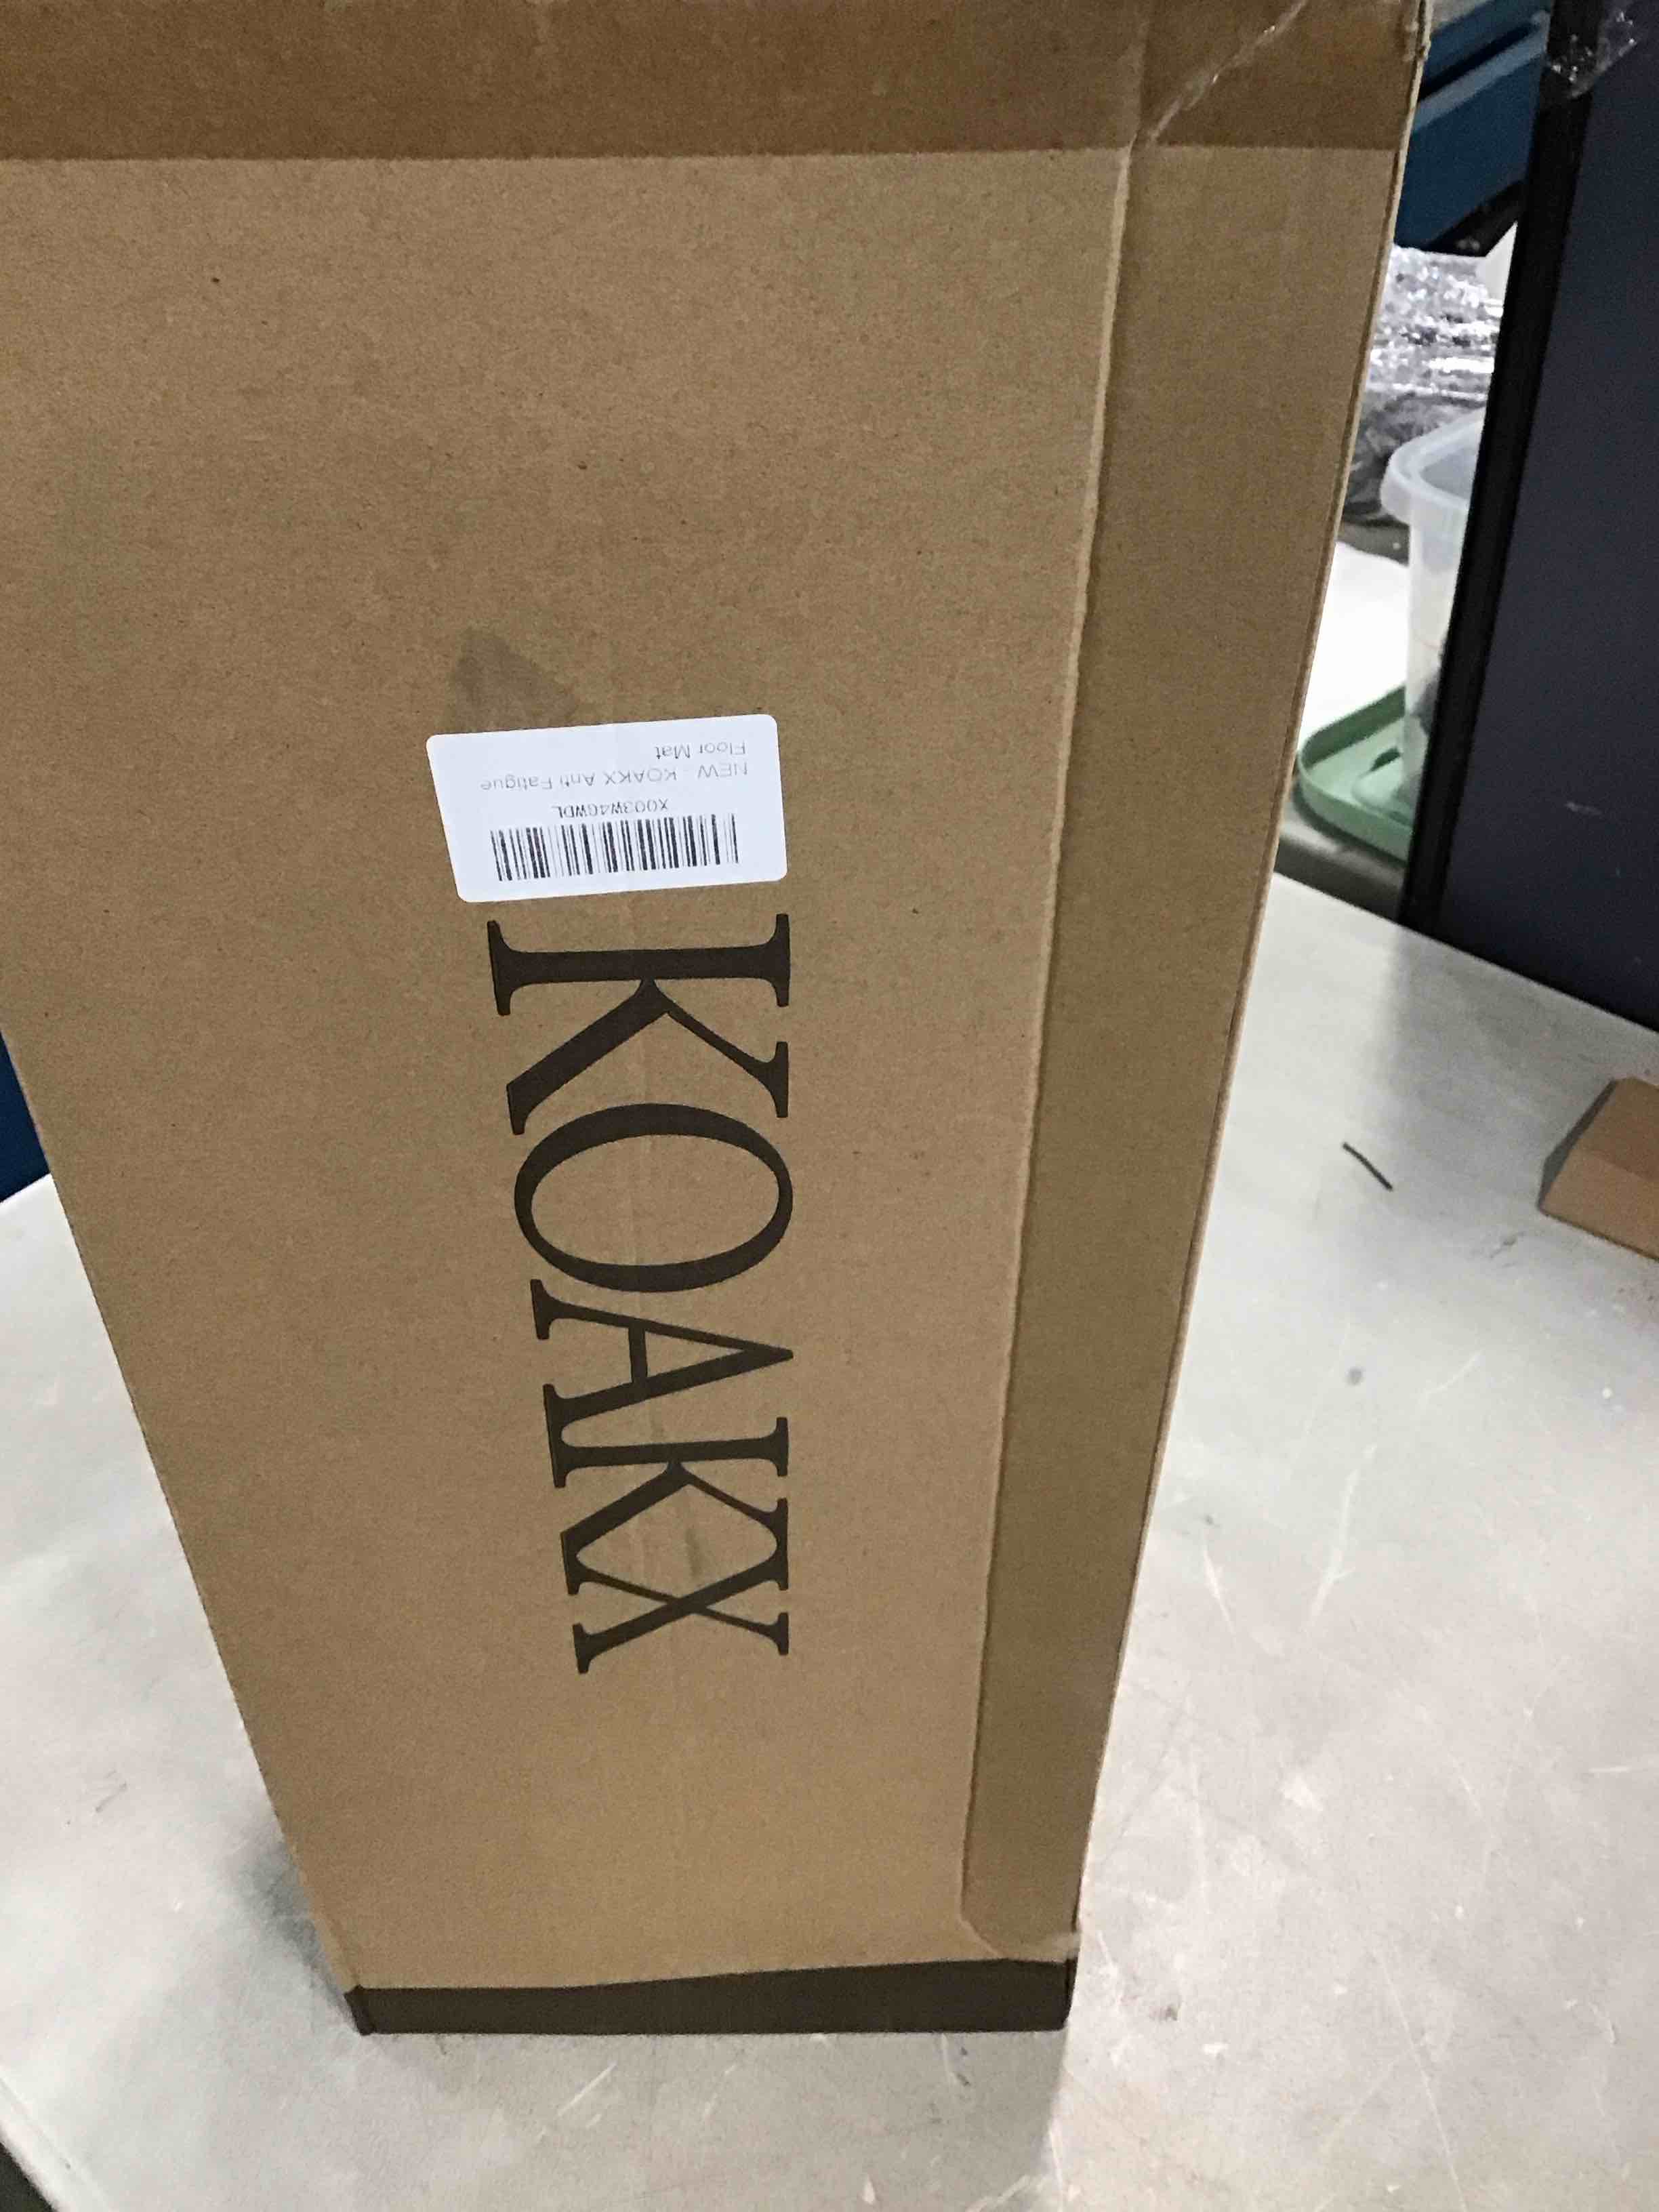 X003W4GWDL
NEW - KOAKX Anti Fatigue
Floor Mat
KOAKX